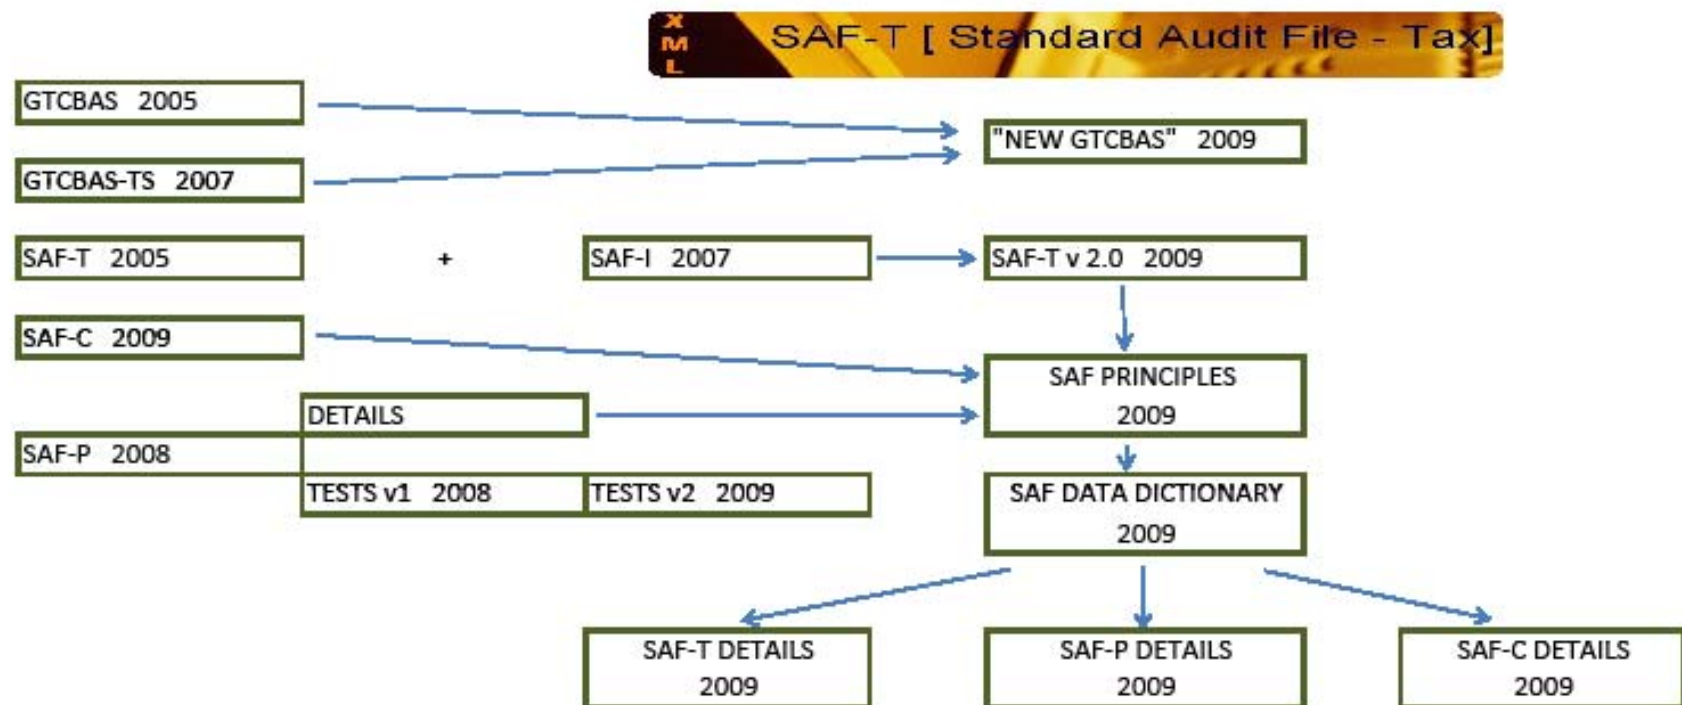 XML
SAF-T [ Standard Audit File - Tax]
GTCBAS 2005
"NEW GTCBAS" 2009
GTCBAS-TS 2007
SAF-T 2005
+
SAF-I 2007
SAF-T v 2.0 2009
SAF-C 2009
SAF PRINCIPLES
2009
DETAILS
SAF-P 2008
TESTS v1 2008
TESTS v2 2009
SAF DATA DICTIONARY
2009
SAF-T DETAILS
2009
SAF-P DETAILS
2009
SAF-C DETAILS
2009